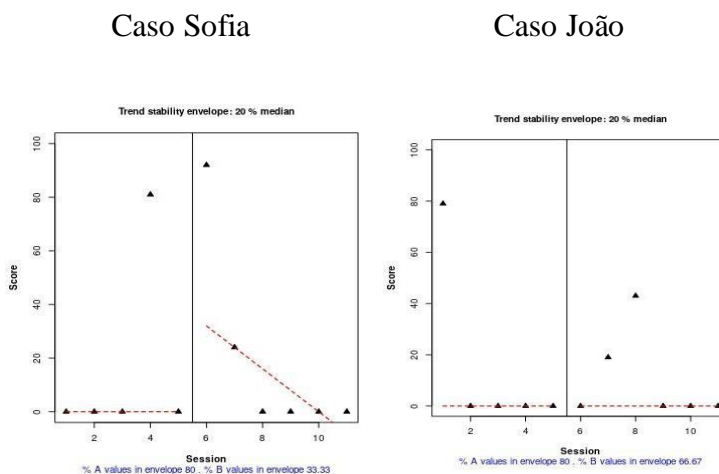 Caso Sofia
Trend stability envelope: 20 % median
Score
100
80
60
40
20
0
2 4 6 8 10
Session
% A values in envelope 80 . % B values in envelope 33.33
Caso João
Trend stability envelope: 20 % median
Score
100
80
60
40
20
0
2 4 6 8 10
Session
% A values in envelope 80 . % B values in envelope 66.67